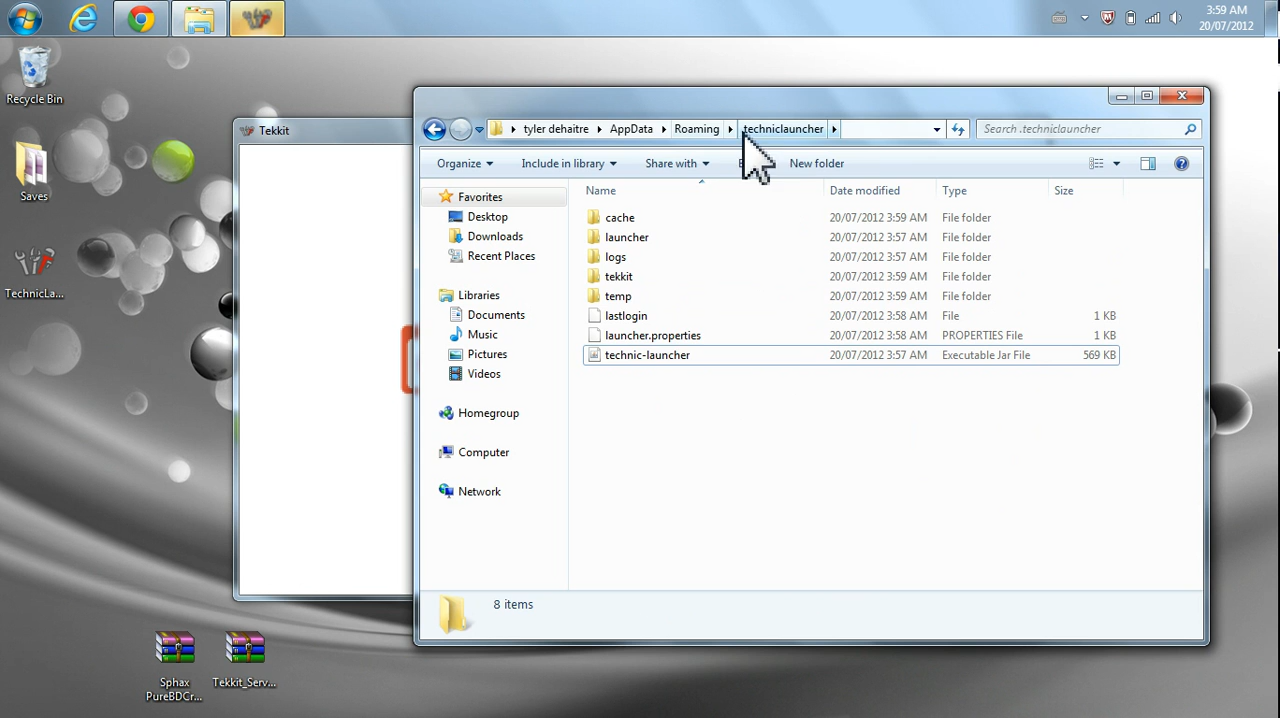 3:59 AM
20/07/2012
Recycle Bin
Saves
TechnicLa...
Sphax
PureBDCr...
Tekkit_Serv...
Tekkit
tyler dehaitre AppData Roaming techniclauncher
Search .techniclauncher
Organize Include in library Share with New folder
Name Date modified Type Size
Favorites
Desktop
Downloads
Recent Places
Libraries
Documents
Music
Pictures
Videos
Homegroup
Computer
Network
cache 20/07/2012 3:59 AM File folder
launcher 20/07/2012 3:57 AM File folder
logs 20/07/2012 3:57 AM File folder
tekkit 20/07/2012 3:59 AM File folder
temp 20/07/2012 3:59 AM File folder
lastlogin 20/07/2012 3:58 AM File 1 KB
launcher.properties 20/07/2012 3:58 AM PROPERTIES File 1 KB
technic-launcher 20/07/2012 3:57 AM Executable Jar File 569 KB
8 items